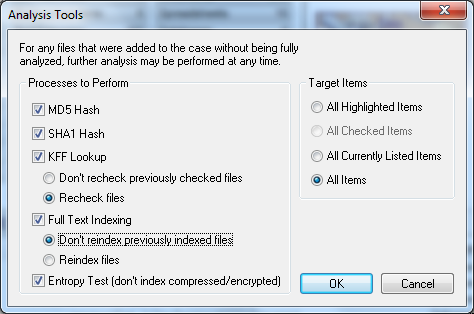 Analysis Tools
For any files that were added to the case without being fully
analyzed, further analysis may be performed at any time.
Processes to Perform
MD5 Hash
SHA1 Hash
KFF Lookup
Don't recheck previously checked files
Recheck files
Full Text Indexing
Don't reindex previously indexed files
Reindex files
Entropy Test (don't index compressed/encrypted)
Target Items
All Highlighted Items
All Checked Items
All Currently Listed Items
All Items
OK
Cancel